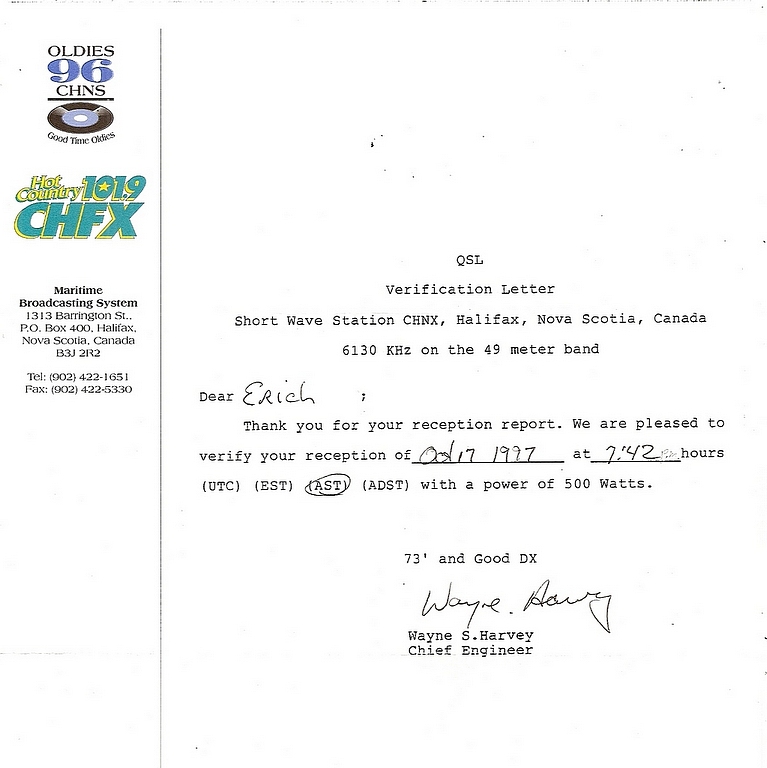 OLDIES
96
CHNS
Good Time Oldies
Hot
Country 101.9
CHFX
Maritime
Broadcasting System
1313 Barrington St.,
P.O. Box 400, Halifax,
Nova Scotia, Canada
B3J 2R2
Tel: (902) 422-1651
Fax: (902) 422-5330
QSL
Verification Letter
Short Wave Station CHNX, Halifax, Nova Scotia, Canada
6130 KHz on the 49 meter band
Dear Erich ;
Thank you for your reception report. We are pleased to
verify your reception of Oct 17 1997 at 7:42 hours
(UTC) (EST) (AST) (ADST) with a power of 500 Watts.
73' and Good DX
Wayne. Harvey
Wayne S.Harvey
Chief Engineer